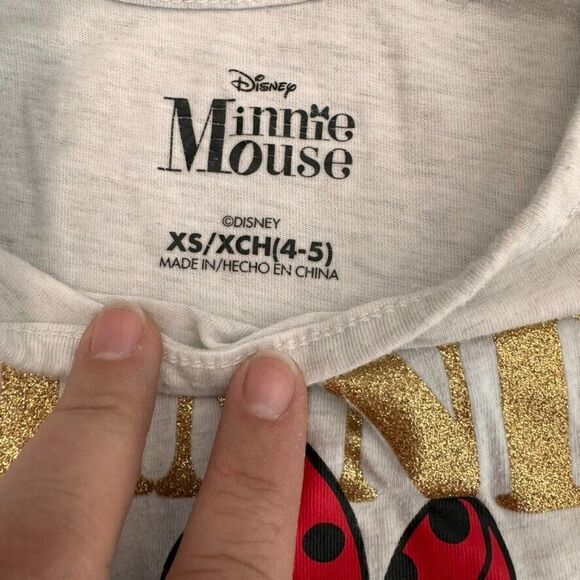 Disney
Minnie
Mouse
©DISNEY
XS/XCH(4-5)
MADE IN/HECHO EN CHINA